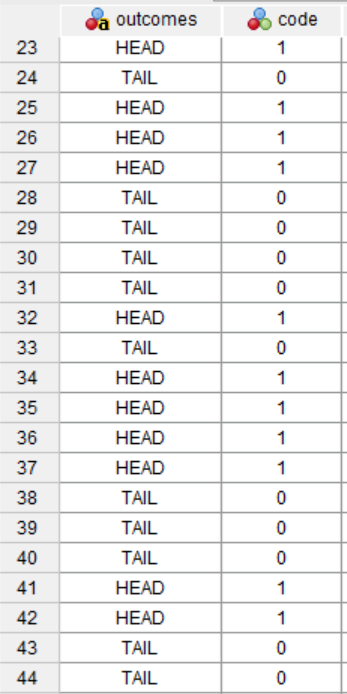 outcomes code
23 HEAD 1
24 TAIL 0
25 HEAD 1
26 HEAD 1
27 HEAD 1
28 TAIL 0
29 TAIL 0
30 TAIL 0
31 TAIL 0
32 HEAD 1
33 TAIL 0
34 HEAD 1
35 HEAD 1
36 HEAD 1
37 HEAD 1
38 TAIL 0
39 TAIL 0
40 TAIL 0
41 HEAD 1
42 HEAD 1
43 TAIL 0
44 TAIL 0